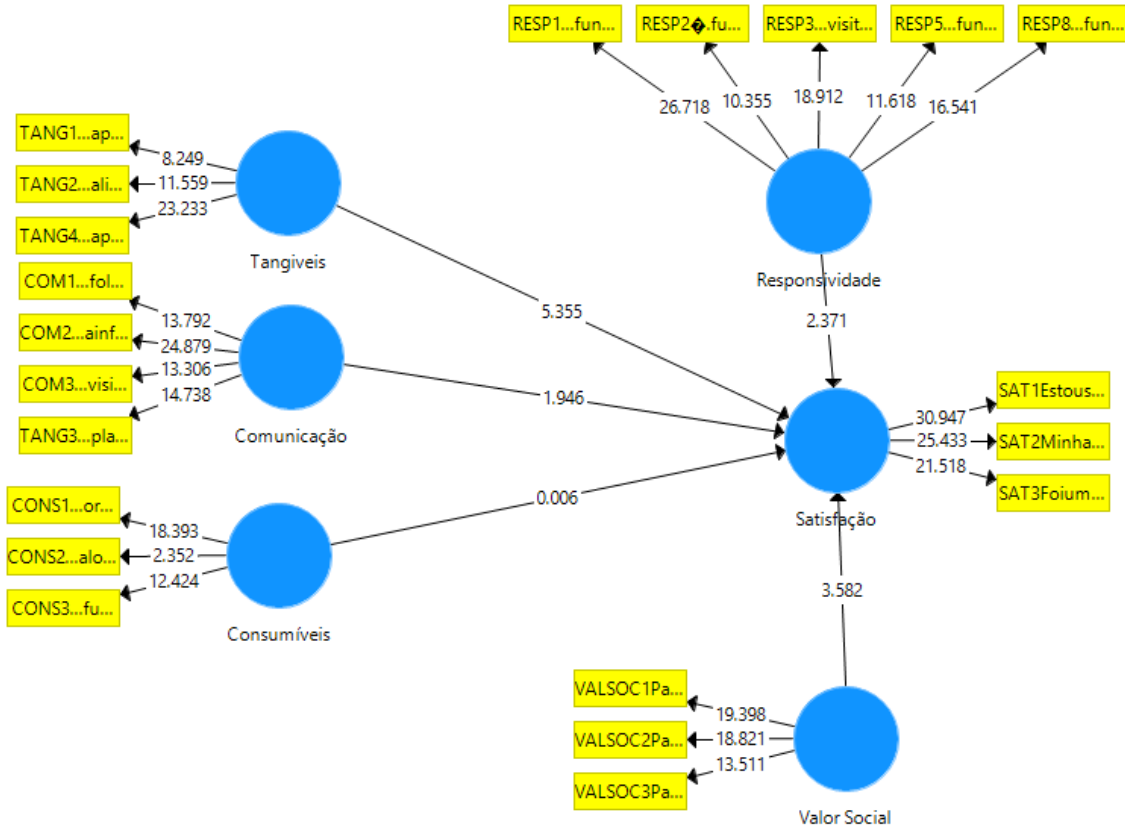 RESP1...fun...
RESP2�.fu...
RESP3...visit...
RESP5...fun...
RESP8...fun...
26.718
10.355
18.912
11.618
16.541
TANG1...ap...
TANG2...ali...
TANG4...ap...
8.249
11.559
23.233
Tangiveis
Responsividade
COM1...fol...
COM2...ainf...
COM3...visi...
TANG3...pla...
13.792
24.879
13.306
14.738
Comunicação
5.355
2.371
1.946
0.006
3.582
SAT1Estous...
SAT2Minha...
SAT3Foium...
30.947
25.433
21.518
Satisfação
CONS1...or...
CONS2...alo...
CONS3...fu...
18.393
2.352
12.424
Consumíveis
VALSOC1Pa...
VALSOC2Pa...
VALSOC3Pa...
19.398
18.821
13.511
Valor Social